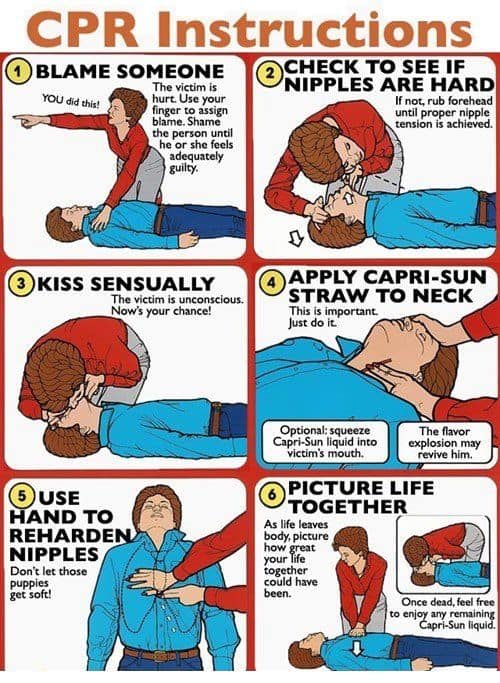 CPR Instructions
1 BLAME SOMEONE
YOU did this!
The victim is
hurt. Use your
finger to assign
blame. Shame
the person until
he or she feels
adequately
guilty.
2 CHECK TO SEE IF
NIPPLES ARE HARD
If not, rub forehead
until proper nipple
tension is achieved.
3 KISS SENSUALLY
The victim is unconscious.
Now's your chance!
4 APPLY CAPRI-SUN
STRAW TO NECK
This is important.
Just do it.
Optional: squeeze
Capri-Sun liquid into
victim's mouth.
The flavor
explosion may
revive him.
5 USE
HAND TO
REHARDEN
NIPPLES
Don't let those
puppies
get soft!
6 PICTURE LIFE
TOGETHER
As life leaves
body, picture
how great
your life
together
could have
been.
Once dead, feel free
to enjoy any remaining
Capri-Sun liquid.